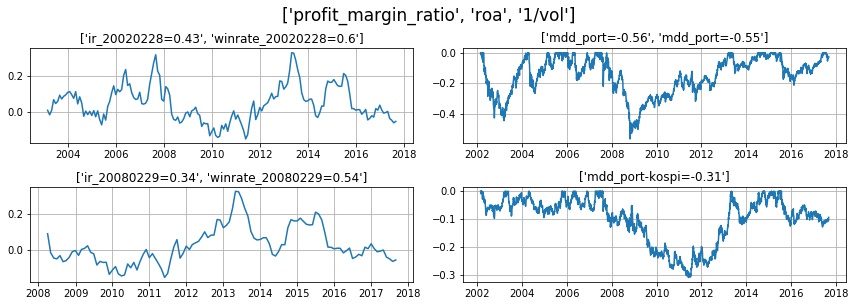 ['profit_margin_ratio', 'roa', '1/vol']
['ir_20020228=0.43', 'winrate_20020228=0.6']
0.2
0.0
2004 2006 2008 2010 2012 2014 2016 2018
['mdd_port=-0.56', 'mdd_port=-0.55']
0.0
−0.2
−0.4
2002 2004 2006 2008 2010 2012 2014 2016 2018
['ir_20080229=0.34', 'winrate_20080229=0.54']
0.2
0.0
2008 2009 2010 2011 2012 2013 2014 2015 2016 2017 2018
['mdd_port-kospi=-0.31']
0.0
−0.1
−0.2
−0.3
2002 2004 2006 2008 2010 2012 2014 2016 2018